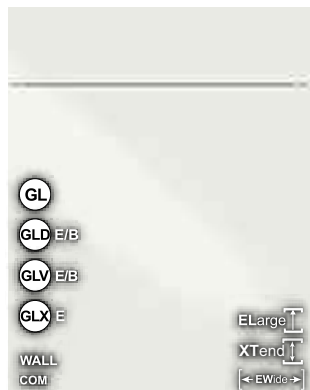 GL
GLD E/B
GLV E/B
GLX E
ELarge
WALL
XTend
COM
EWide